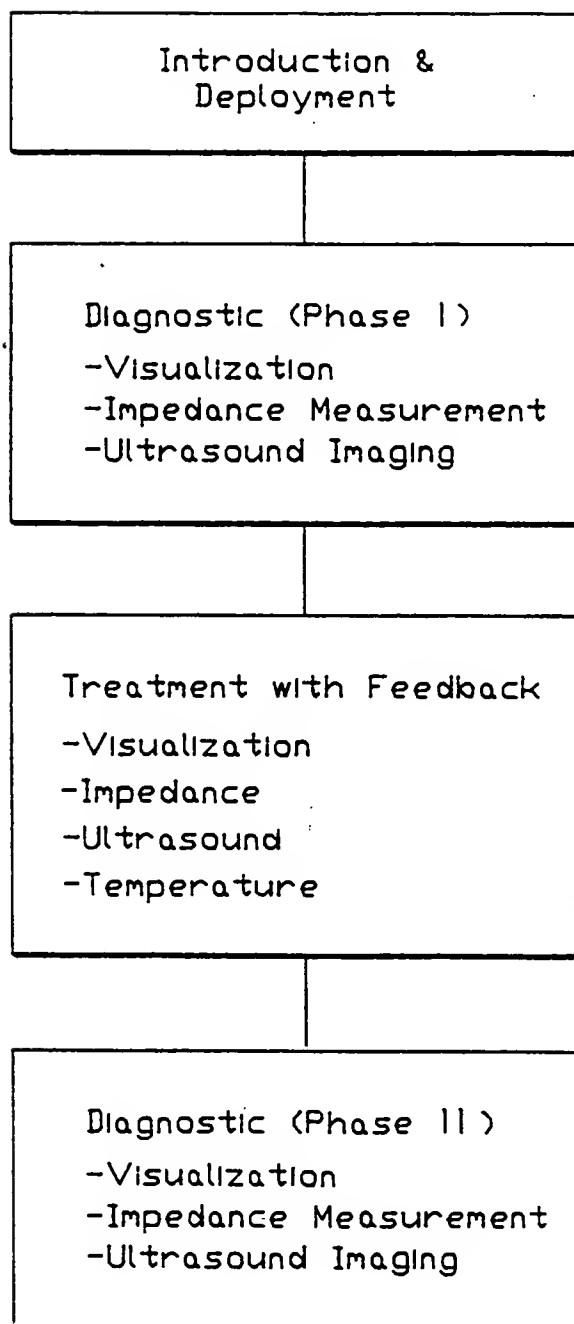 Introduction &
Deployment
Diagnostic (Phase I)
-Visualization
-Impedance Measurement
-Ultrasound Imaging
Treatment with Feedback
-Visualization
-Impedance
-Ultrasound
-Temperature
Diagnostic (Phase II)
-Visualization
-Impedance Measurement
-Ultrasound Imaging